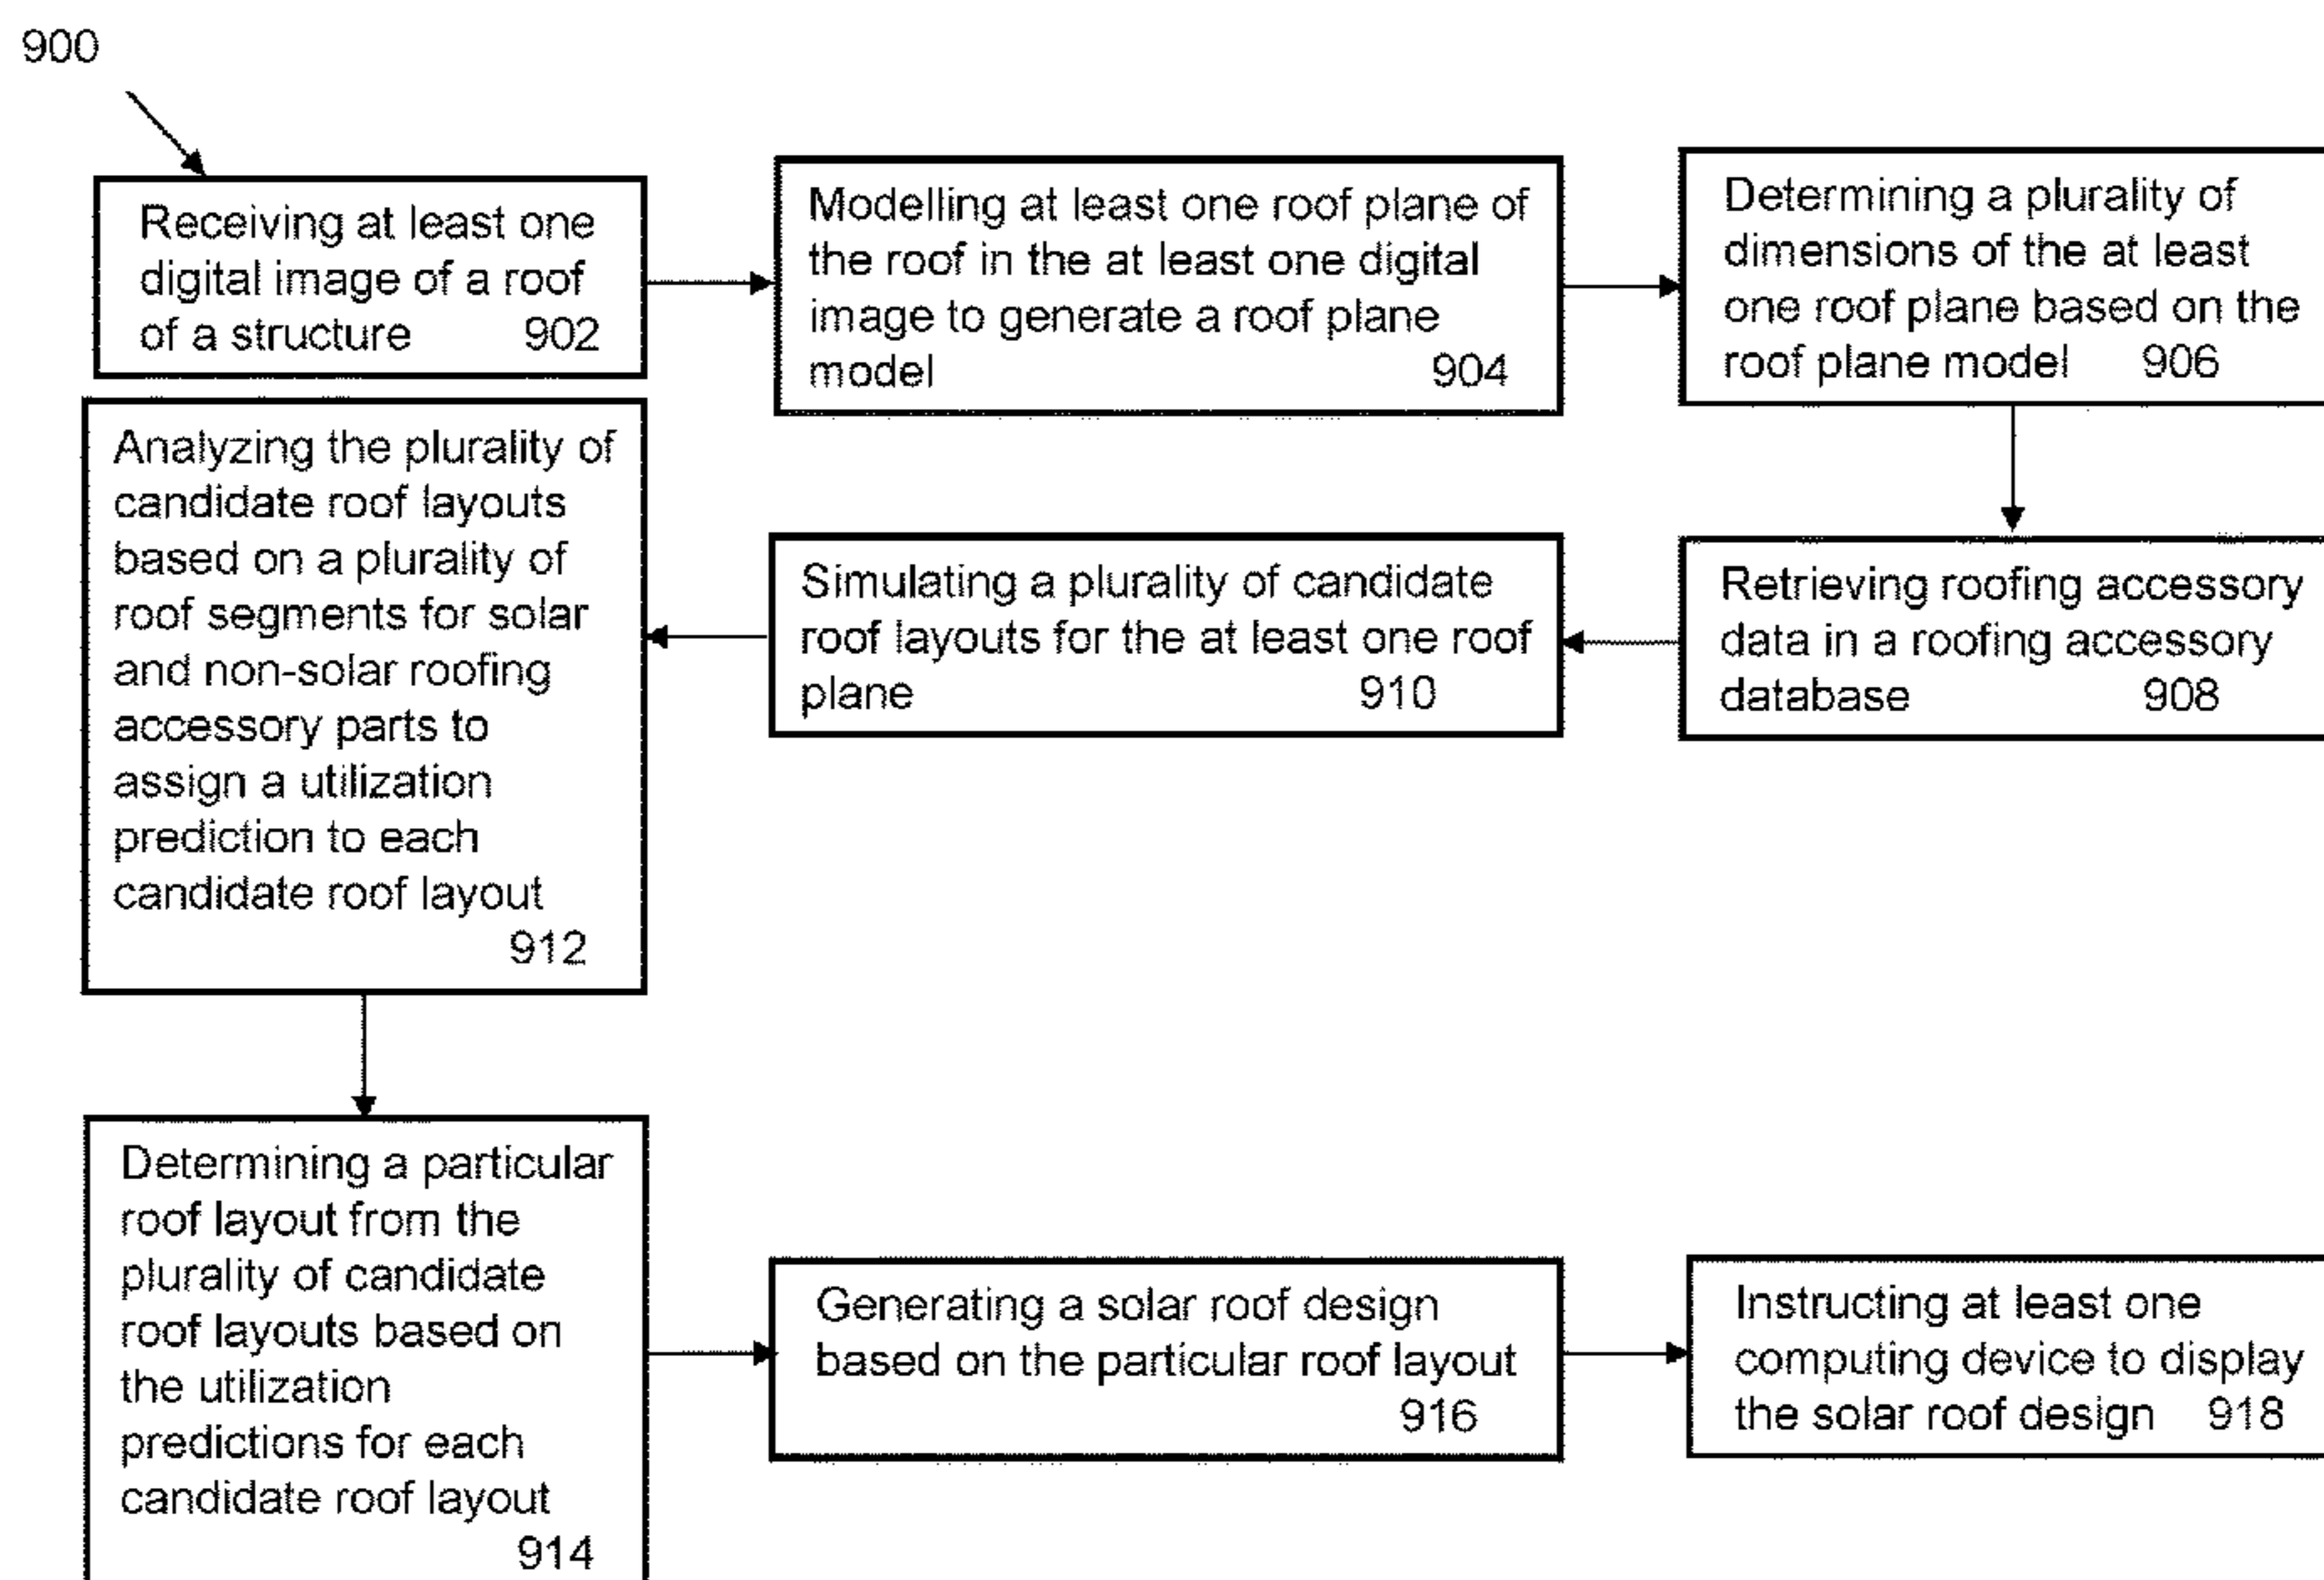 900
Receiving at least one
digital image of a roof
of a structure 902
Modelling at least one roof plane of
the roof in the at least one digital
image to generate a roof plane
model 904
Determining a plurality of
dimensions of the at least
one roof plane based on the
roof plane model 906
Retrieving roofing accessory
data in a roofing accessory
database 908
Simulating a plurality of candidate
roof layouts for the at least one roof
plane 910
Analyzing the plurality of
candidate roof layouts
based on a plurality of
roof segments for solar
and non-solar roofing
accessory parts to
assign a utilization
prediction to each
candidate roof layout
912
Determining a particular
roof layout from the
plurality of candidate
roof layouts based on
the utilization
predictions for each
candidate roof layout
914
Generating a solar roof design
based on the particular roof layout
916
Instructing at least one
computing device to display
the solar roof design 918